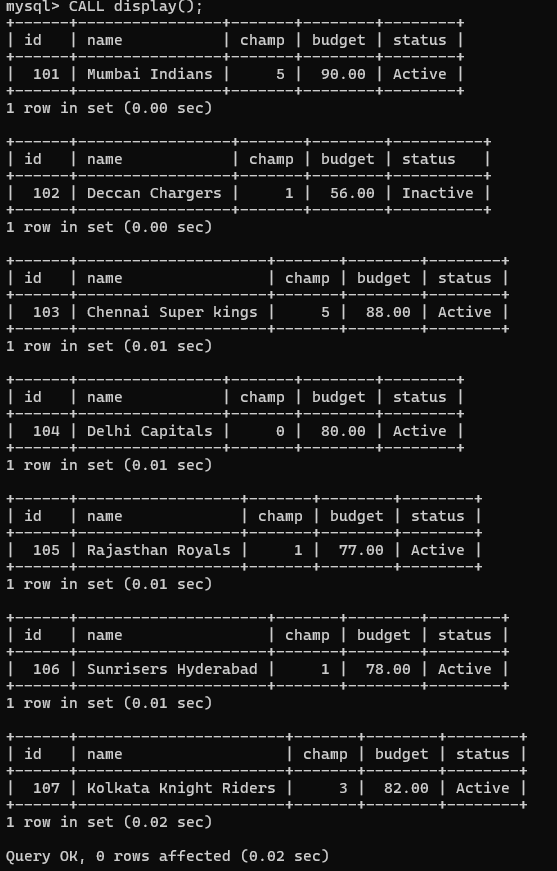 mysql> CALL display();
+------+----------------+-------+--------+--------+
| id   | name           | champ | budget | status |
+------+----------------+-------+--------+--------+
|  101 | Mumbai Indians |     5 |  90.00 | Active |
+------+----------------+-------+--------+--------+
1 row in set (0.00 sec)

+------+-----------------+-------+--------+----------+
| id   | name            | champ | budget | status   |
+------+-----------------+-------+--------+----------+
|  102 | Deccan Chargers |     1 |  56.00 | Inactive |
+------+-----------------+-------+--------+----------+
1 row in set (0.00 sec)

+------+---------------------+-------+--------+--------+
| id   | name                | champ | budget | status |
+------+---------------------+-------+--------+--------+
|  103 | Chennai Super kings |     5 |  88.00 | Active |
+------+---------------------+-------+--------+--------+
1 row in set (0.01 sec)

+------+----------------+-------+--------+--------+
| id   | name           | champ | budget | status |
+------+----------------+-------+--------+--------+
|  104 | Delhi Capitals |     0 |  80.00 | Active |
+------+----------------+-------+--------+--------+
1 row in set (0.01 sec)

+------+------------------+-------+--------+--------+
| id   | name             | champ | budget | status |
+------+------------------+-------+--------+--------+
|  105 | Rajasthan Royals |     1 |  77.00 | Active |
+------+------------------+-------+--------+--------+
1 row in set (0.01 sec)

+------+---------------------+-------+--------+--------+
| id   | name                | champ | budget | status |
+------+---------------------+-------+--------+--------+
|  106 | Sunrisers Hyderabad |     1 |  78.00 | Active |
+------+---------------------+-------+--------+--------+
1 row in set (0.01 sec)

+------+-----------------------+-------+--------+--------+
| id   | name                  | champ | budget | status |
+------+-----------------------+-------+--------+--------+
|  107 | Kolkata Knight Riders |     3 |  82.00 | Active |
+------+-----------------------+-------+--------+--------+
1 row in set (0.02 sec)

Query OK, 0 rows affected (0.02 sec)